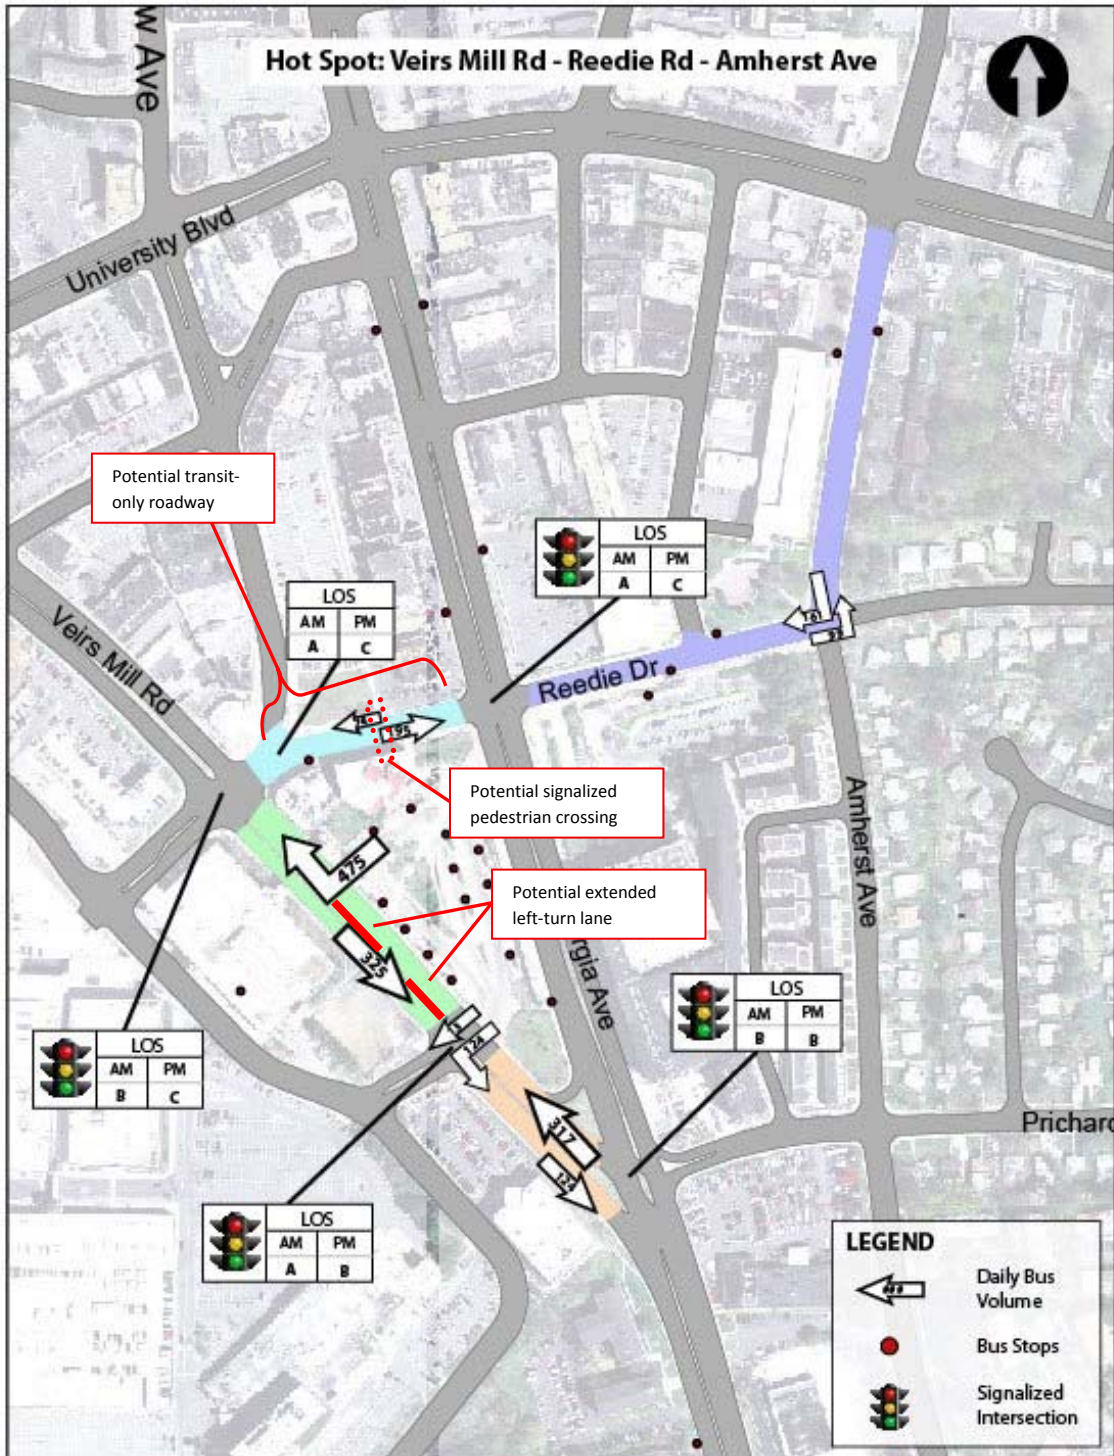 Hot Spot: Veirs Mill Rd - Reedie Rd - Amherst Ave
w Ave
University Blvd
Potential transit-
only roadway
LOS
AM PM
A C
LOS
AM PM
A C
Veirs Mill Rd
Reedie Dr
195
Potential signalized
pedestrian crossing
Amherst Ave
475
Potential extended
left-turn lane
325
rgia Ave
LOS
AM PM
B B
124
LOS
AM PM
B C
317
124
Prichard
LOS
AM PM
A B
LEGEND
Daily Bus
Volume
Bus Stops
Signalized
Intersection